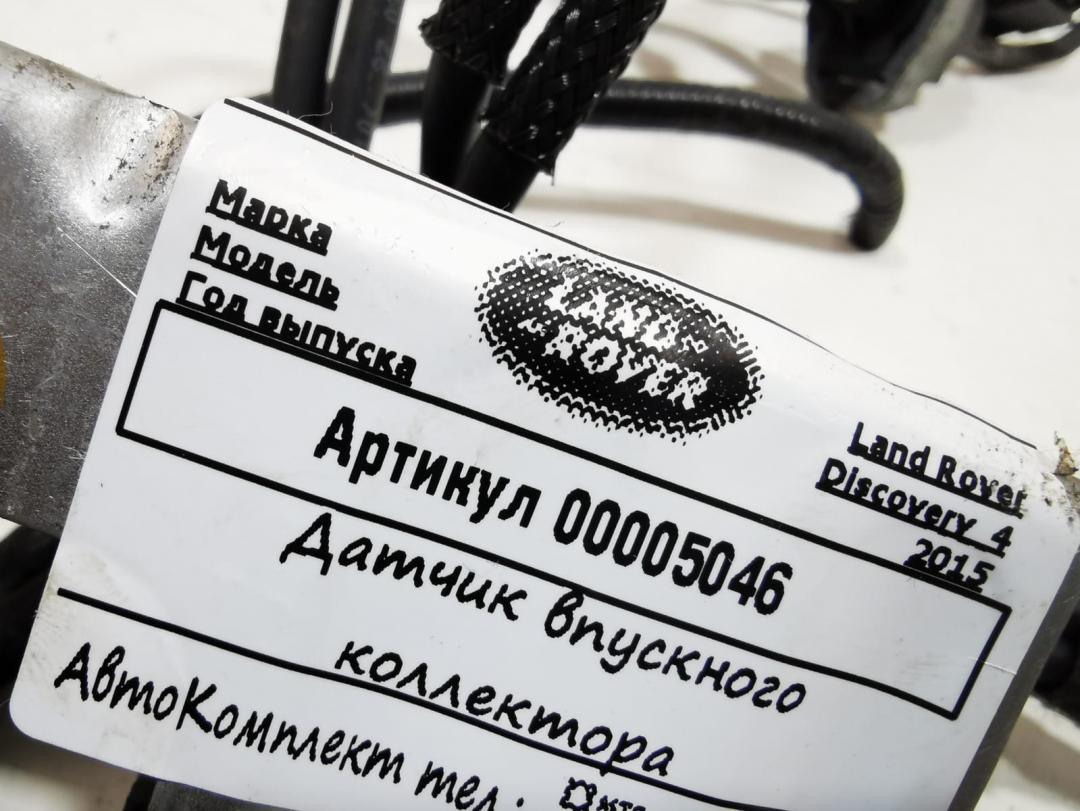 Марка
Модель
Год выпуска
LAND
ROVER
Land Rover
Discovery 4
2015
Артикул 00005046
Датчик впускного
коллектора
АвтоКомплект тел.